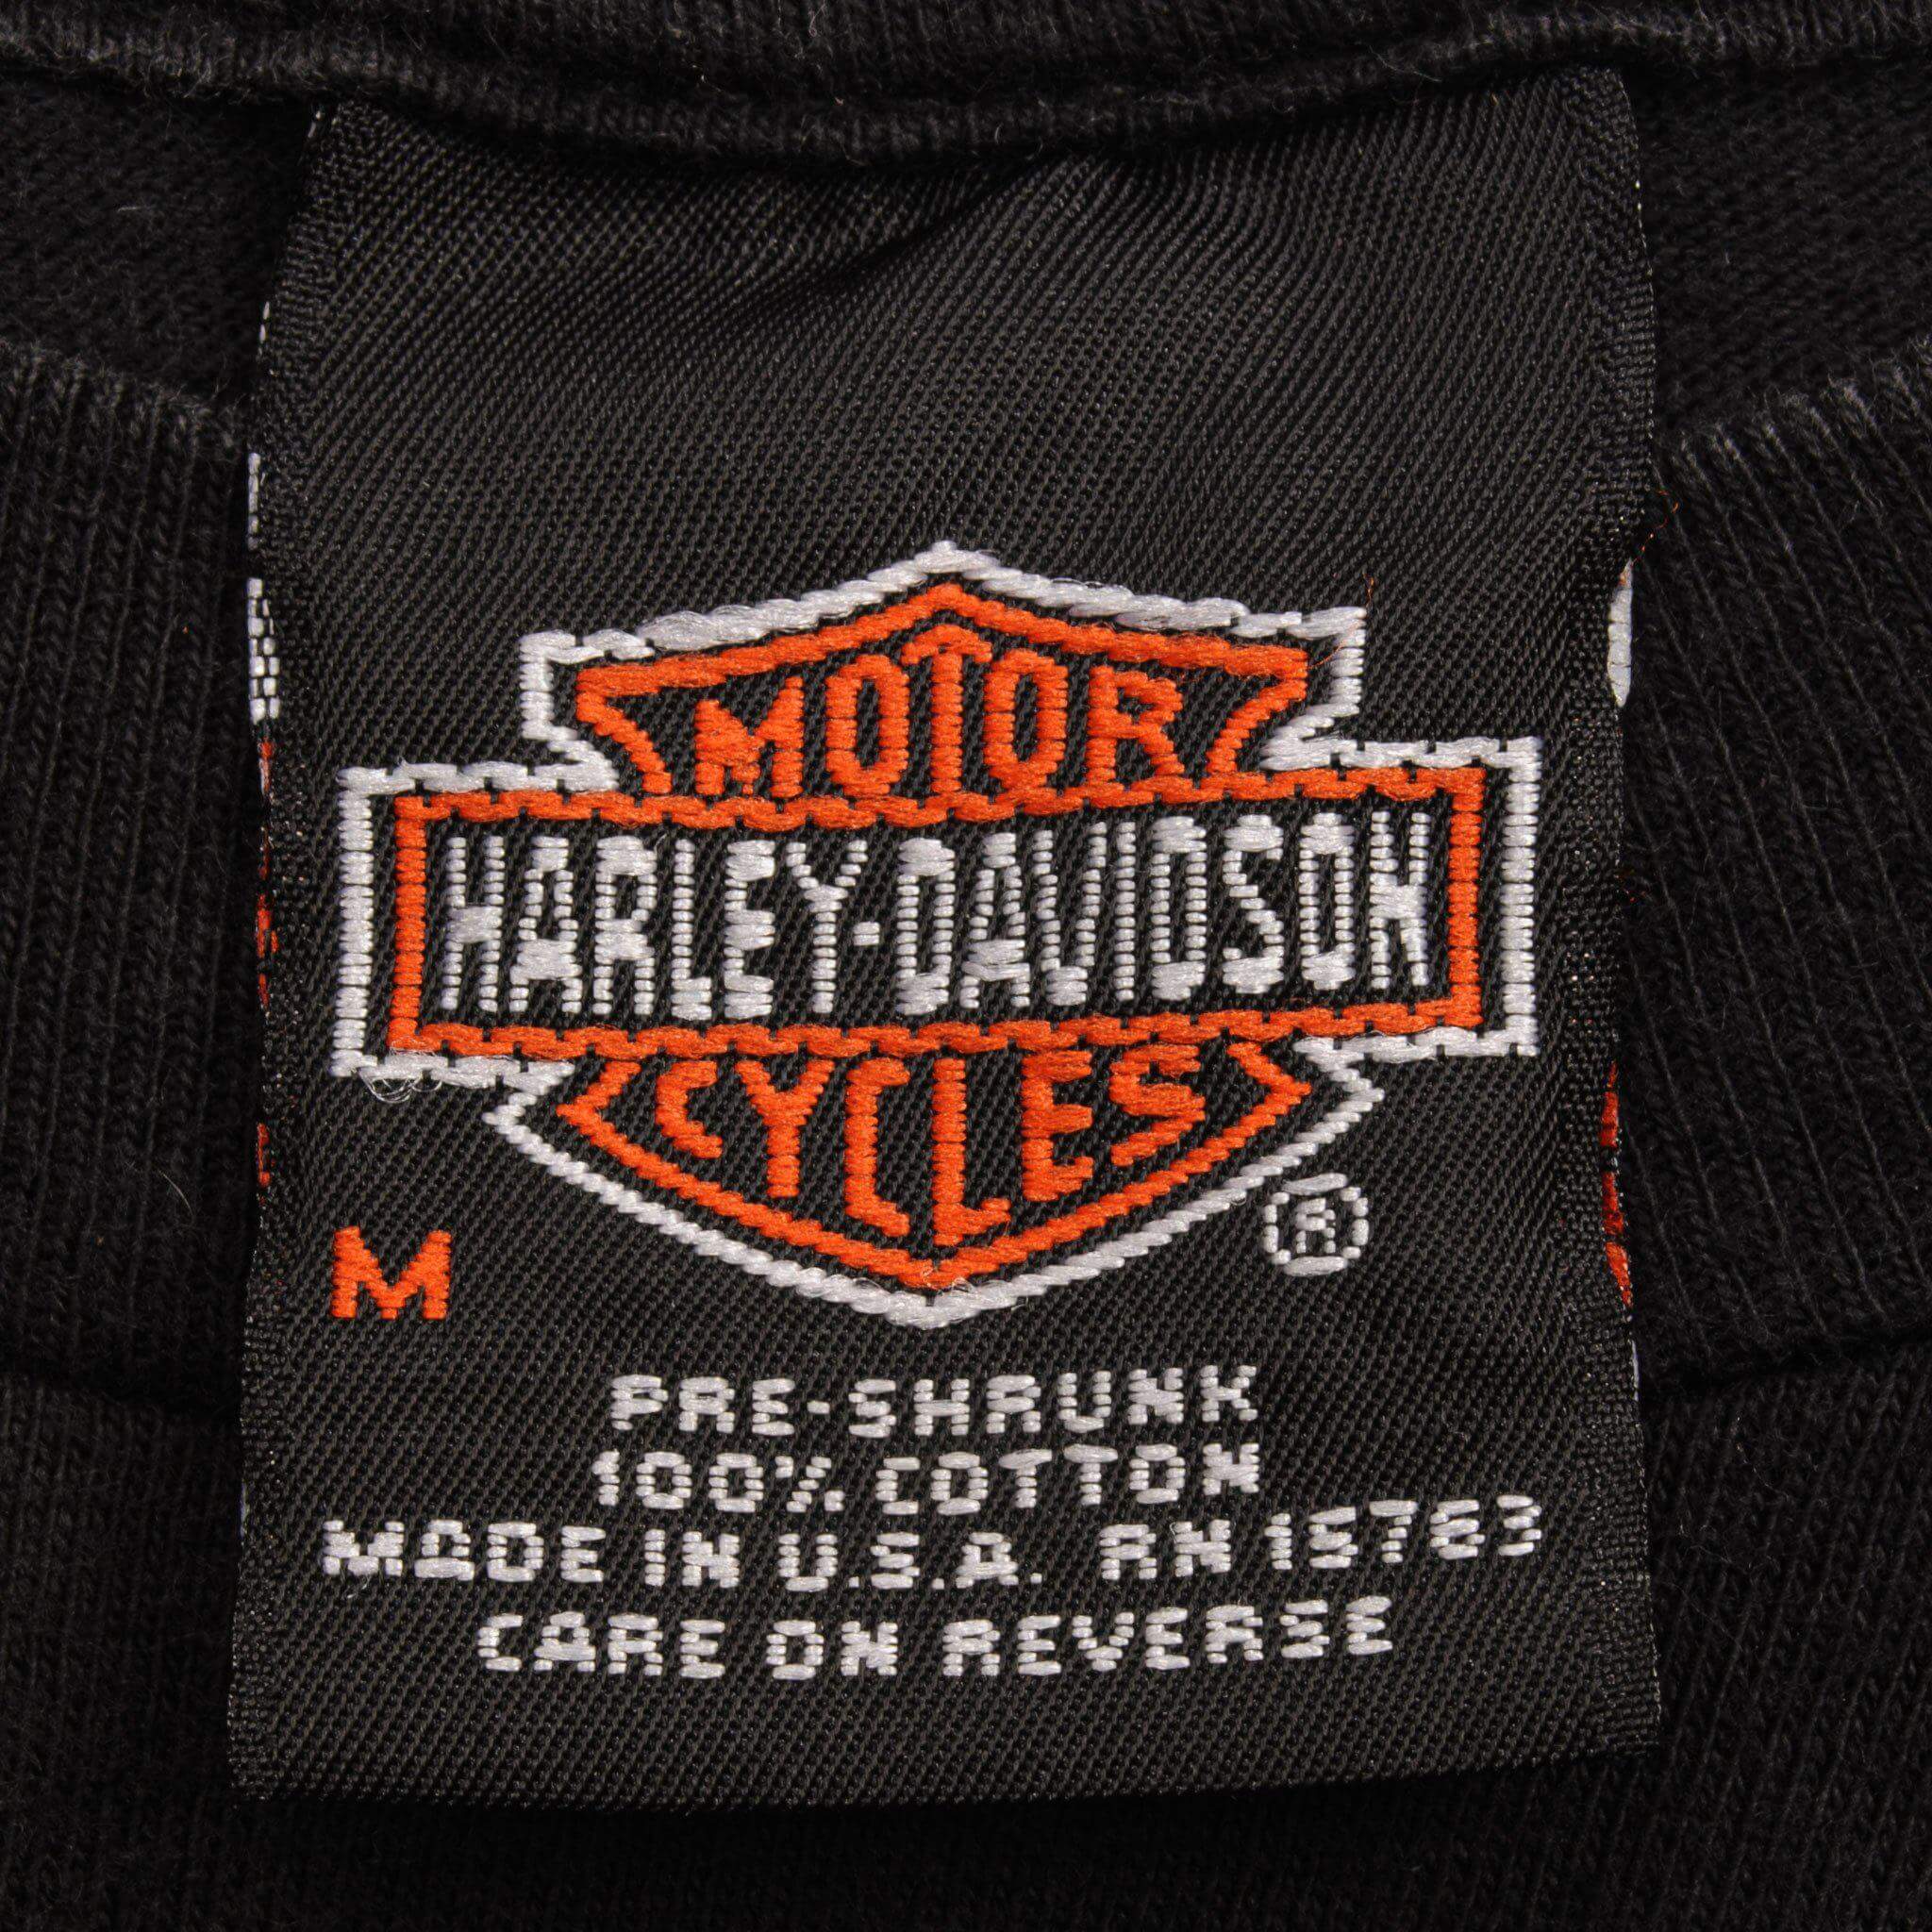 MOTOR
HARLEY-DAVIDSON
CYCLES
®
M
PRE-SHRUNK
100% COTTON
MADE IN U.S.A. RN 15763
CARE ON REVERSE